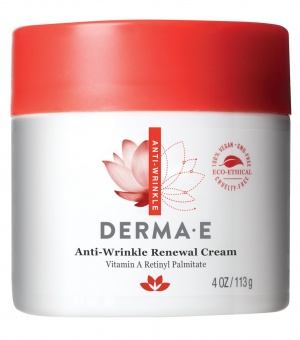 ANTI-WRINKLE
100% VEGAN • GMO-FREE
ECO-ETHICAL
CRUELTY-FREE
DERMA·E
Anti-Wrinkle Renewal Cream
Vitamin A Retinyl Palmitate
4 OZ/113 g